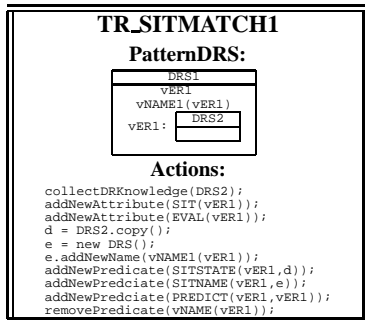 TR_SITMATCH1
PatternDRS:
DRS1
vER1
vNAME1(vER1)
vER1:
DRS2
Actions:
collectDRKnowledge(DRS2);
addNewAttribute(SIT(vER1));
addNewAttribute(EVAL(vER1));
d = DRS2.copy();
e = new DRS();
e.addNewName(vNAME1(vER1));
addNewPredicate(SITSTATE(vER1,d));
addNewPredciate(SITNAME(vER1,e));
addNewPredciate(PREDICT(vER1,vER1));
removePredicate(vNAME(vER1));